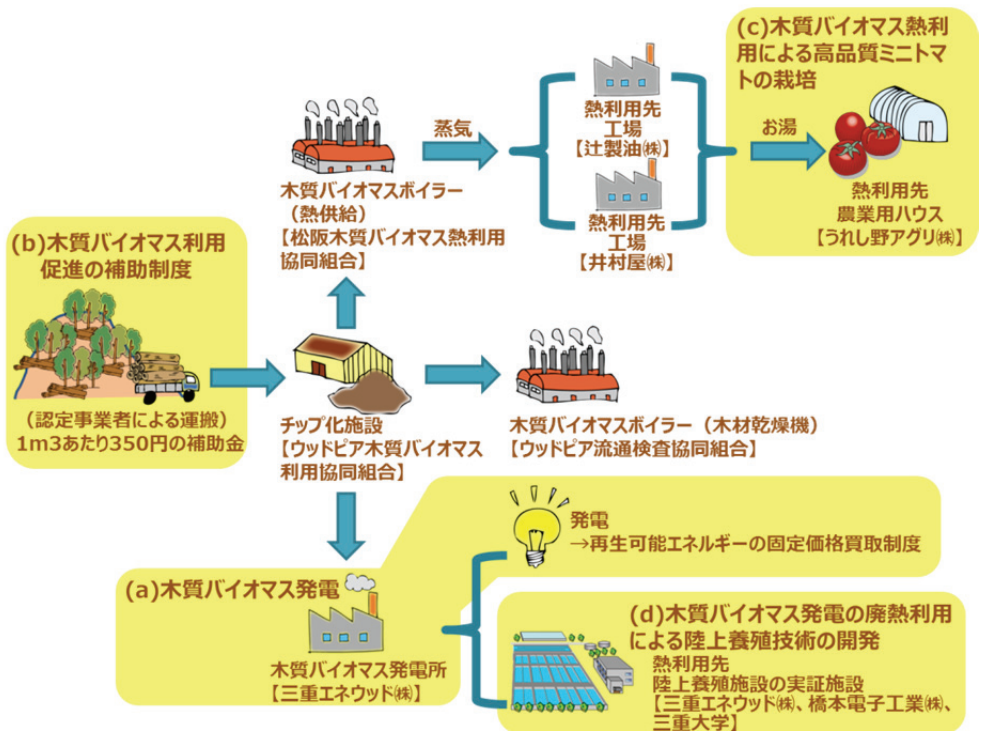 (c)木質バイオマス熱利
用による高品質ミニトマ
トの栽培
お湯
熱利用先
農業用ハウス
【うれし野アグリ㈱】
熱利用先
工場
【辻製油㈱】
熱利用先
工場
【井村屋㈱】
蒸気
木質バイオマスボイラー
（熱供給）
【松阪木質バイオマス熱利用
協同組合】
(b)木質バイオマス利用
促進の補助制度
（認定事業者による運搬）
1m3あたり350円の補助金
チップ化施設
【ウッドピア木質バイオマス
利用協同組合】
木質バイオマスボイラー（木材乾燥機）
【ウッドピア流通検査協同組合】
発電
→再生可能エネルギーの固定価格買取制度
(a)木質バイオマス発電
木質バイオマス発電所
【三重エネウッド㈱】
(d)木質バイオマス発電の廃熱利用
による陸上養殖技術の開発
熱利用先
陸上養殖施設の実証施設
【三重エネウッド㈱、橋本電子工業㈱、
三重大学】